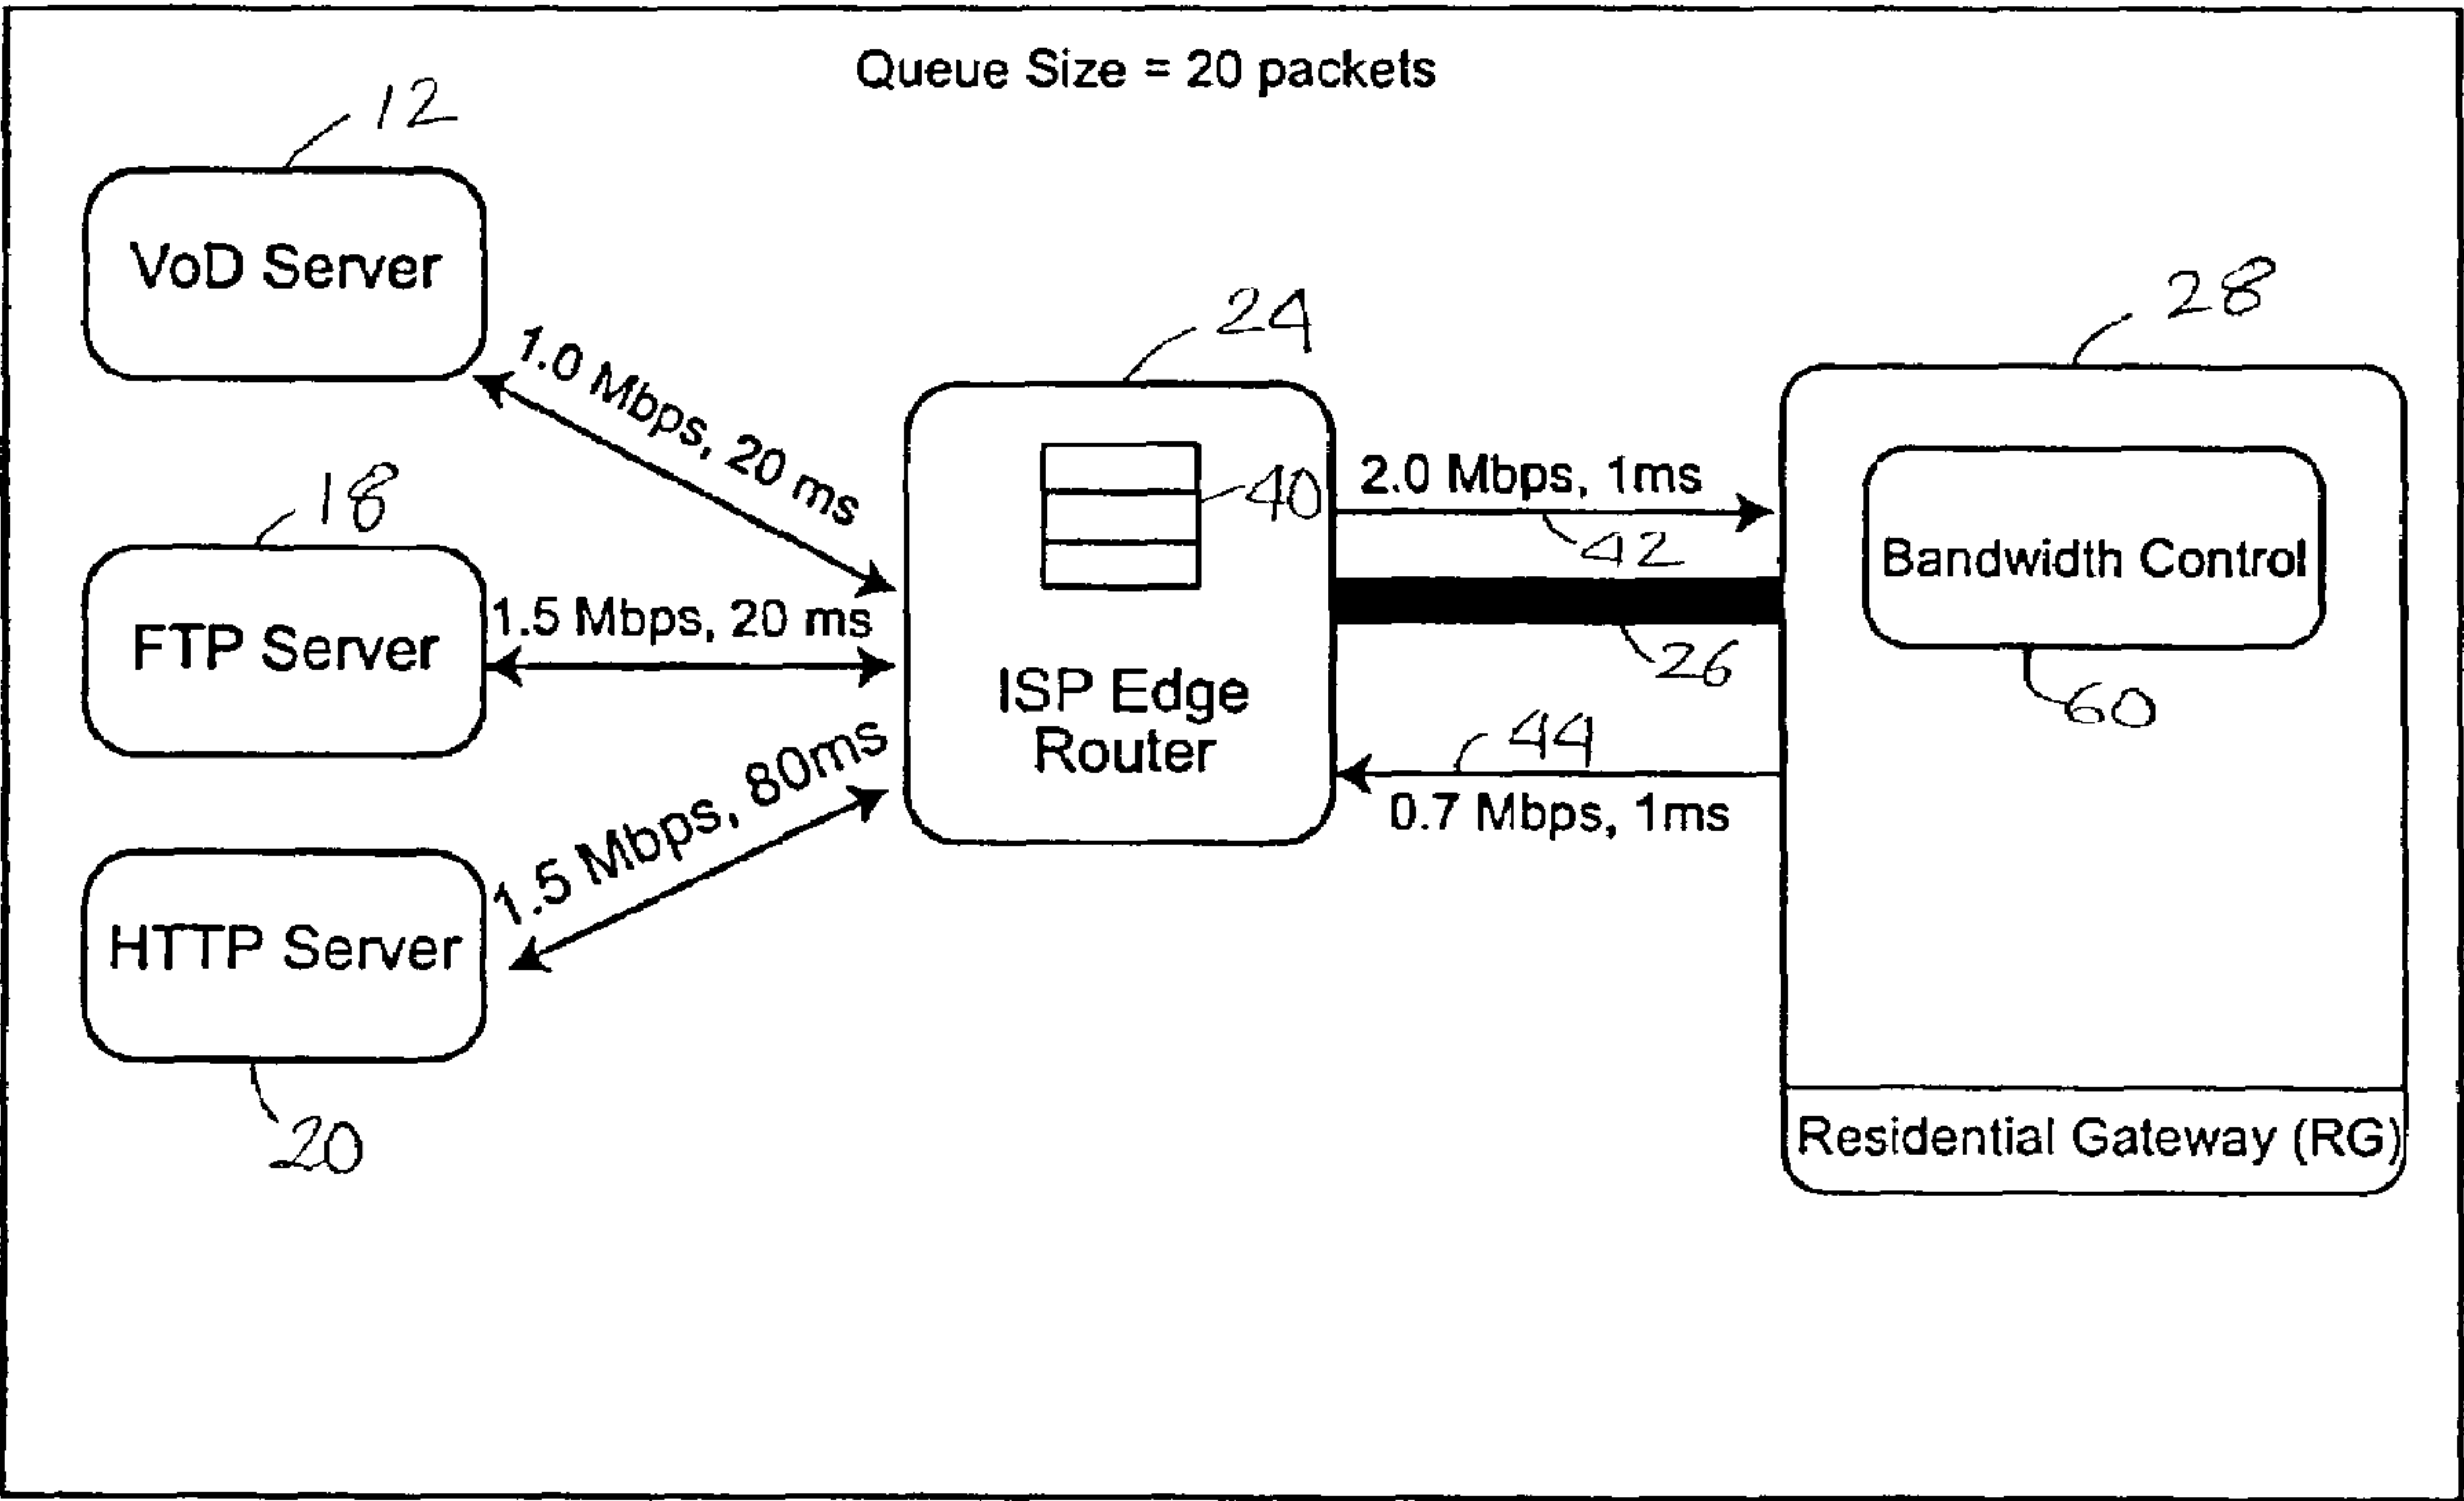 Queue Size = 20 packets
12
VoD Server
1.0 Mbps, 20 ms
18
FTP Server
1.5 Mbps, 20 ms
HTTP Server
1.5 Mbps, 80ms
20
24
40
ISP Edge
Router
2.0 Mbps, 1ms
42
26
44
0.7 Mbps, 1ms
28
Bandwidth Control
60
Residential Gateway (RG)